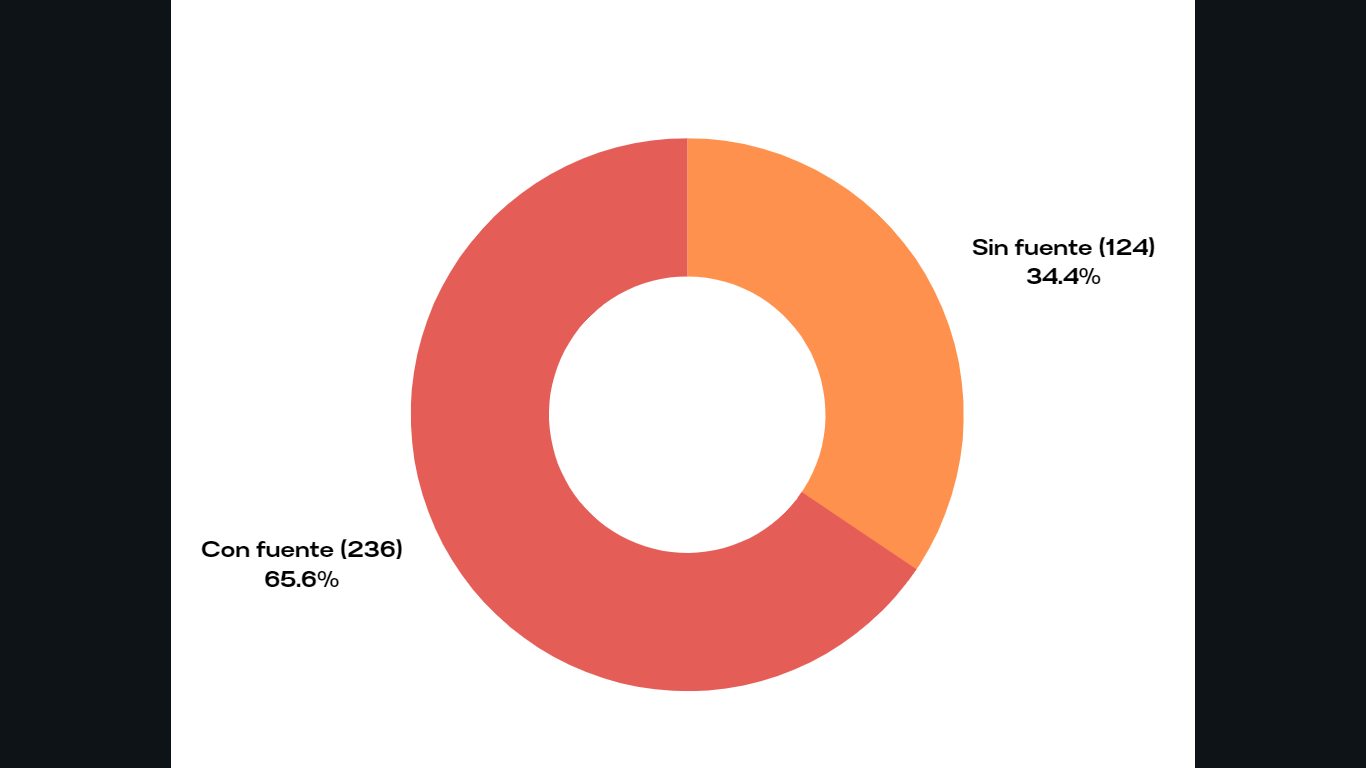 Sin fuente (124)
34.4%
Con fuente (236)
65.6%